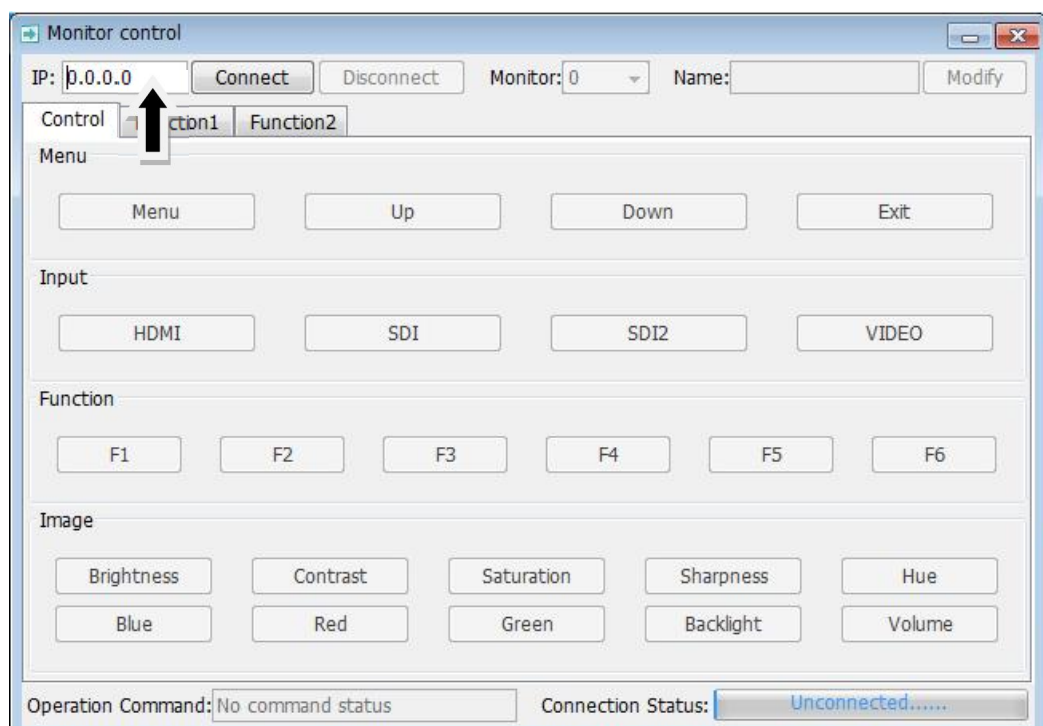 Monitor control
IP: 0.0.0.0 Connect Disconnect Monitor: 0 Name: Modify
Control ction1 Function2
Menu
Menu Up Down Exit
Input
HDMI SDI SDI2 VIDEO
Function
F1 F2 F3 F4 F5 F6
Image
Brightness Contrast Saturation Sharpness Hue
Blue Red Green Backlight Volume
Operation Command: No command status Connection Status: Unconnected......